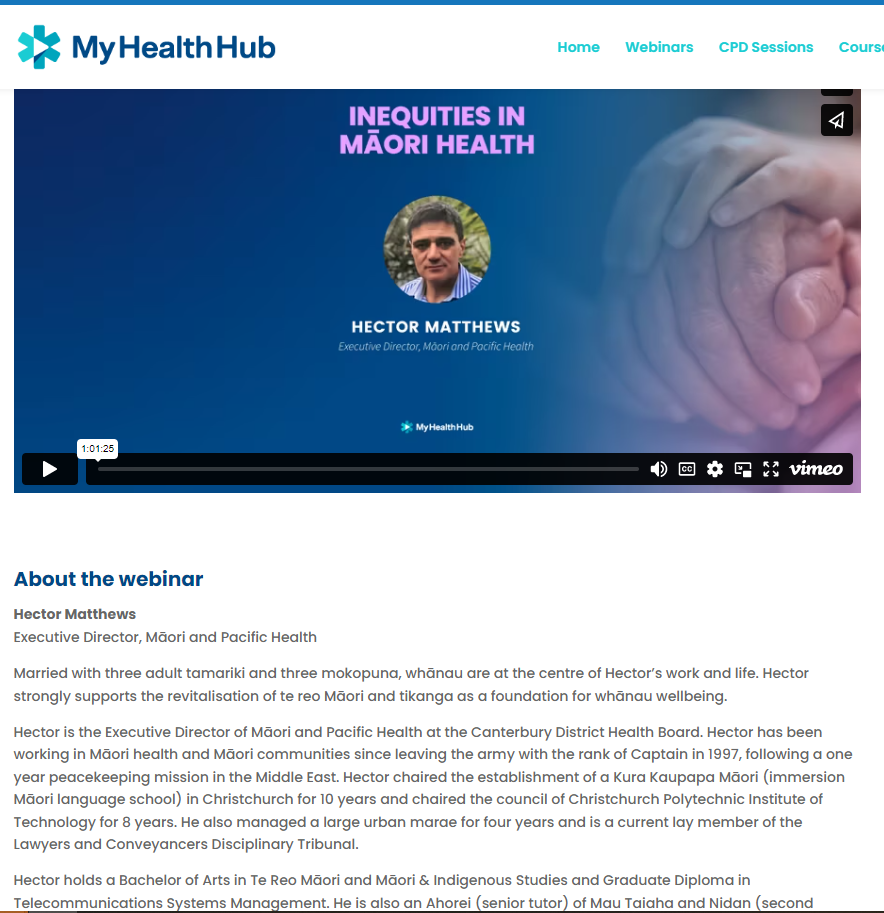 My Health Hub
Home Webinars CPD Sessions
INEQUITIES IN
MĀORI HEALTH
HECTOR MATTHEWS
Executive Director, Māori and Pacific Health
My Health Hub
1:01:25
CC
vimeo
About the webinar
Hector Matthews
Executive Director, Māori and Pacific Health
Married with three adult tamariki and three mokopuna, whānau are at the centre of Hector's work and life. Hector
strongly supports the revitalisation of te reo Māori and tikanga as a foundation for whānau wellbeing.
Hector is the Executive Director of Māori and Pacific Health at the Canterbury District Health Board. Hector has been
working in Māori health and Māori communities since leaving the army with the rank of Captain in 1997, following a one
year peacekeeping mission in the Middle East. Hector chaired the establishment of a Kura Kaupapa Māori (immersion
Māori language school) in Christchurch for 10 years and chaired the council of Christchurch Polytechnic Institute of
Technology for 8 years. He also managed a large urban marae for four years and is a current lay member of the
Lawyers and Conveyancers Disciplinary Tribunal.
Hector holds a Bachelor of Arts in Te Reo Māori and Māori & Indigenous Studies and Graduate Diploma in
Telecommunications Systems Management. He is also an Ahorei (senior tutor) of Mau Taiaha and Nidan (second